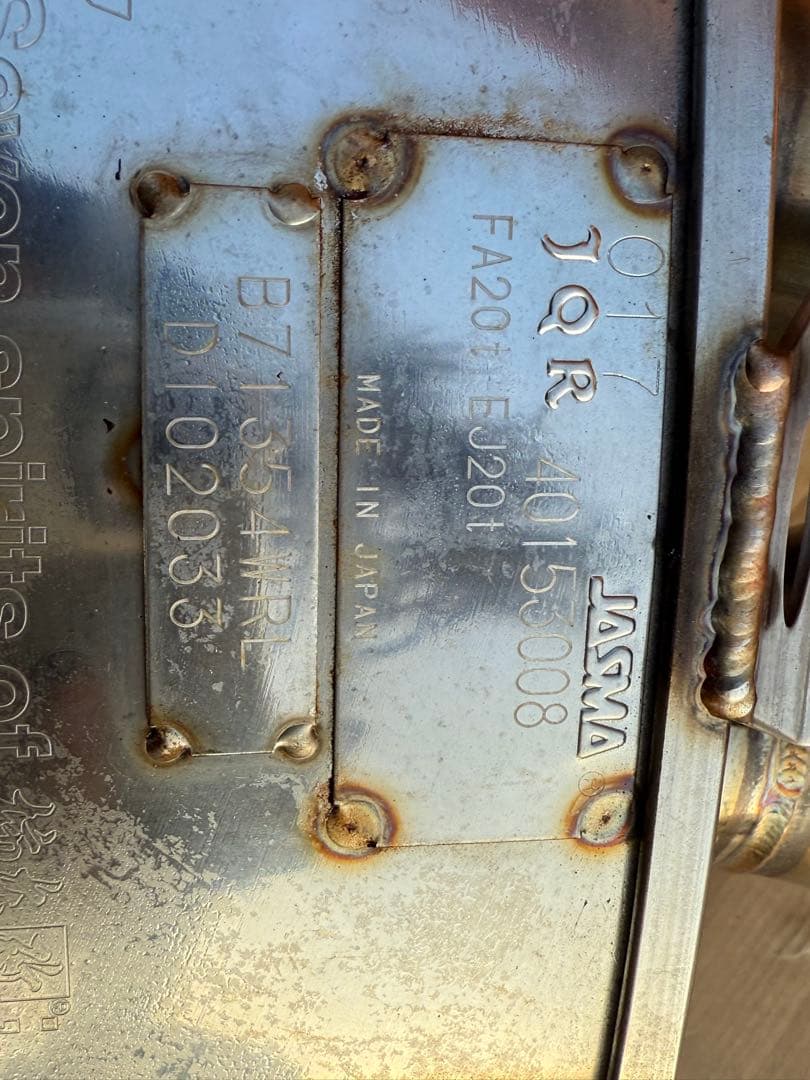 017
JQR JASMA®
40153008
FA20t EJ20t
MADE IN JAPAN
B71354WRL
D102033
Seven spirits of